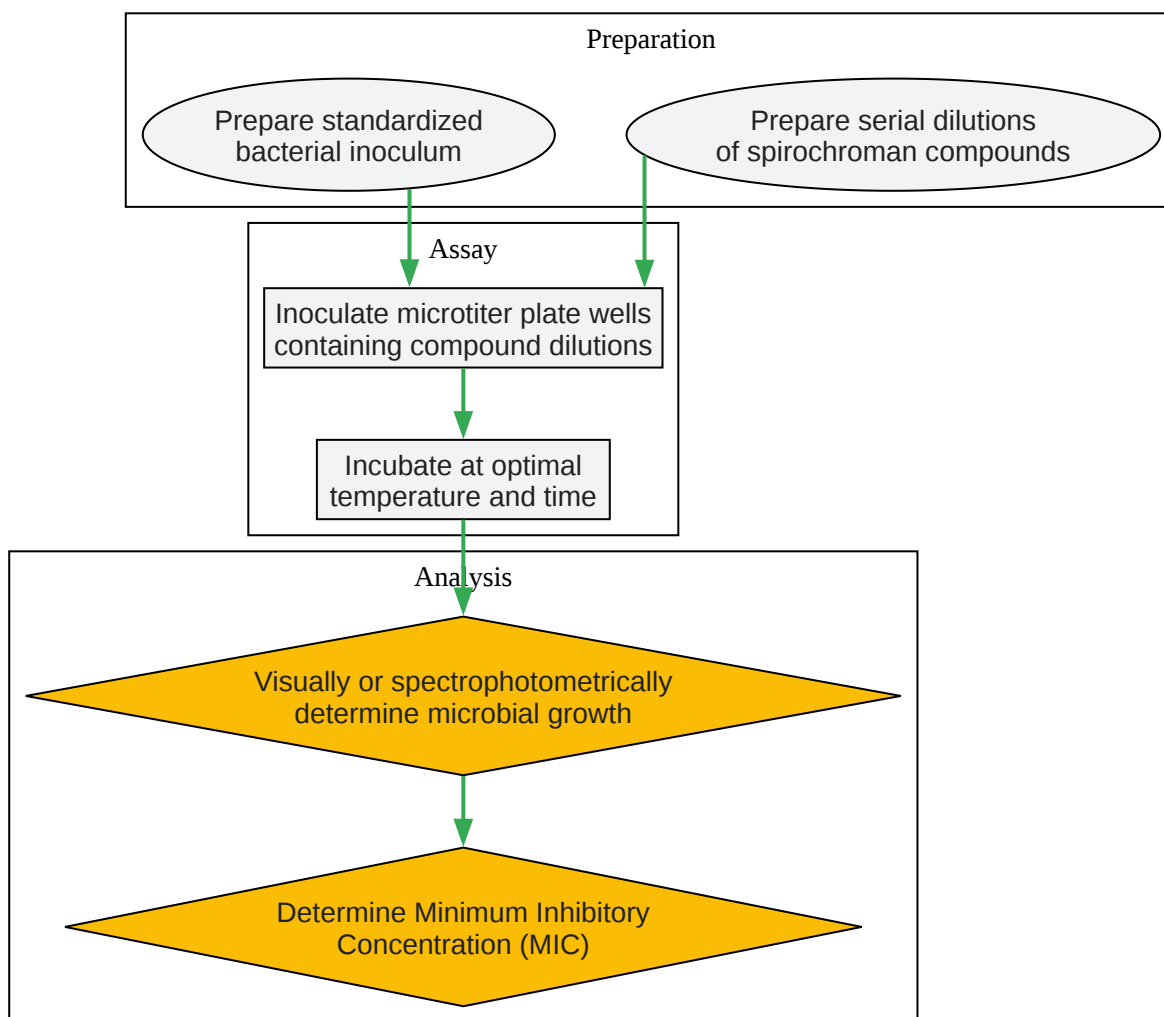 Preparation
Prepare standardized
bacterial inoculum
Prepare serial dilutions
of spirochroman compounds
Assay
Inoculate microtiter plate wells
containing compound dilutions
Incubate at optimal
temperature and time
Analysis
Visually or spectrophotometrically
determine microbial growth
Determine Minimum Inhibitory
Concentration (MIC)